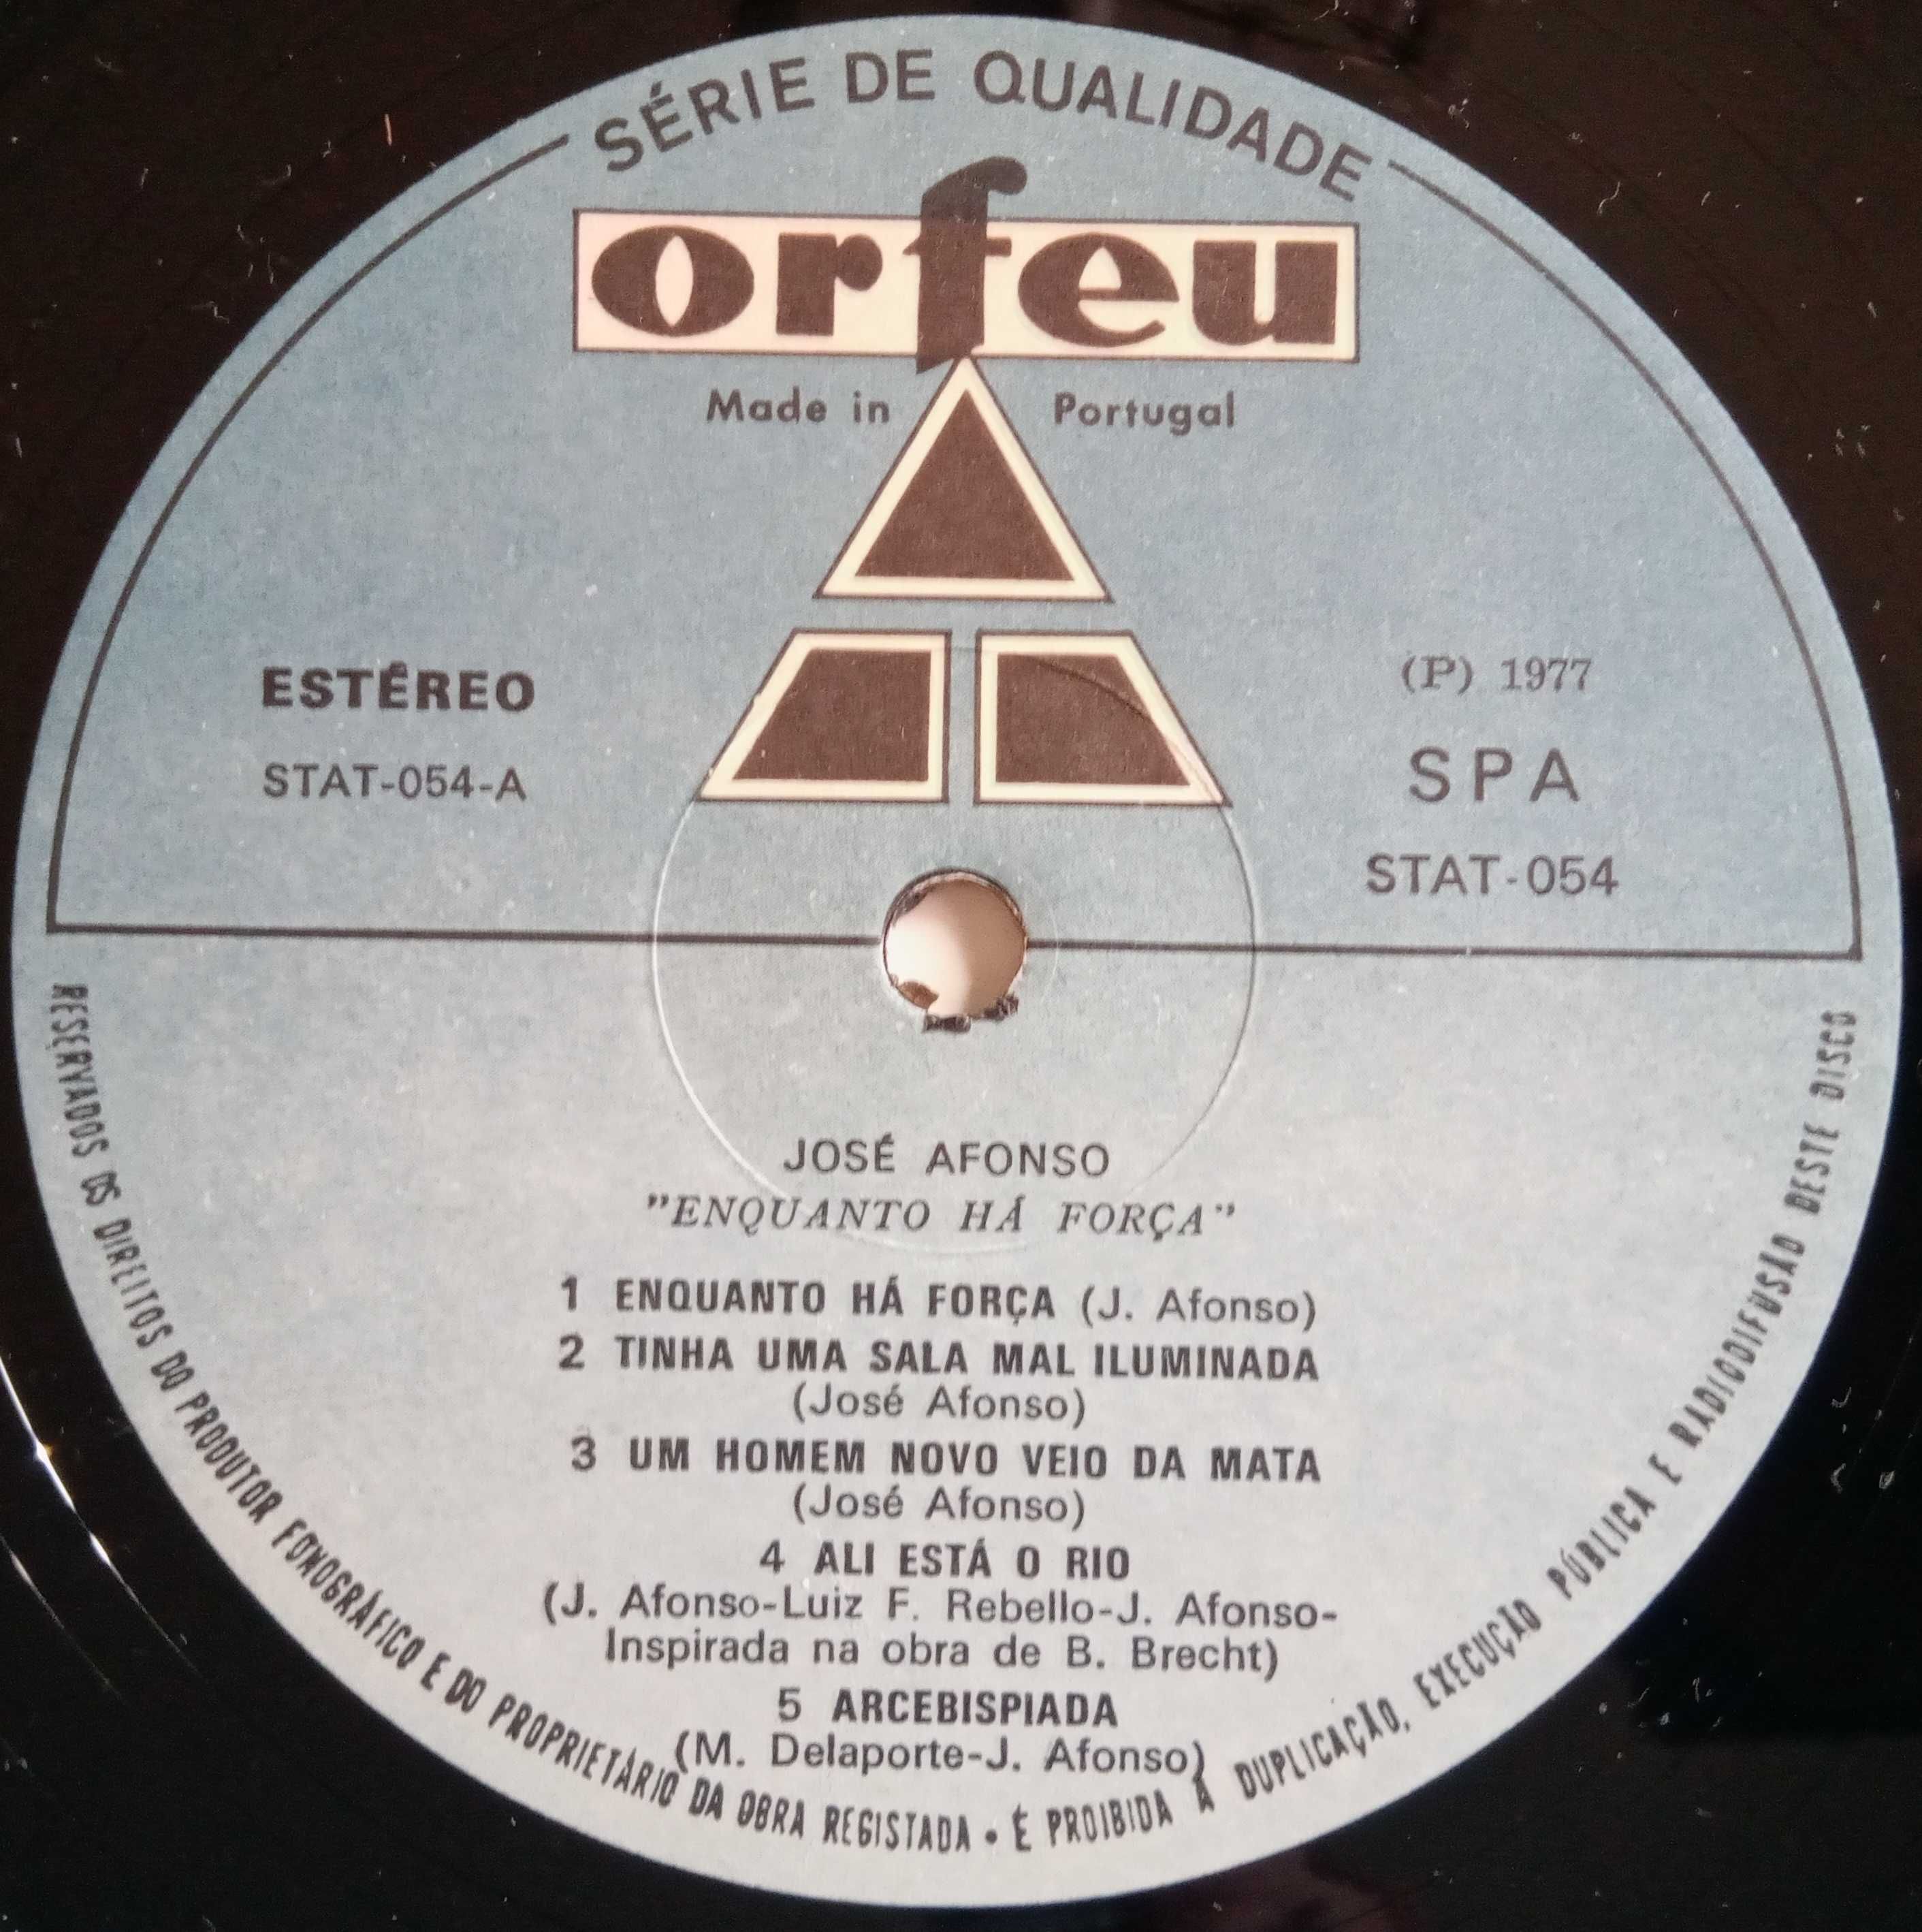 SÉRIE DE QUALIDADE
orfeu
Made in Portugal
ESTÊREO
STAT-054-A
(P) 1977
SPA
STAT-054
JOSÉ AFONSO
"ENQUANTO HÁ FORÇA"
1 ENQUANTO HÁ FORÇA (J. Afonso)
2 TINHA UMA SALA MAL ILUMINADA
(José Afonso)
3 UM HOMEM NOVO VEIO DA MATA
(José Afonso)
4 ALI ESTÁ O RIO
(J. Afonso-Luiz F. Rebello-J. Afonso-
Inspirada na obra de B. Brecht)
5 ARCEBISPIADA
(M. Delaporte-J. Afonso)
RESERVADOS OS DIREITOS DO PRODUTOR FONOGRÁFICO E DO PROPRIETÁRIO DA OBRA REGISTADA • É PROIBIDA A DUPLICAÇÃO, EXECUÇÃO PÚBLICA E RADIODIFUSÃO DESTE DISCO